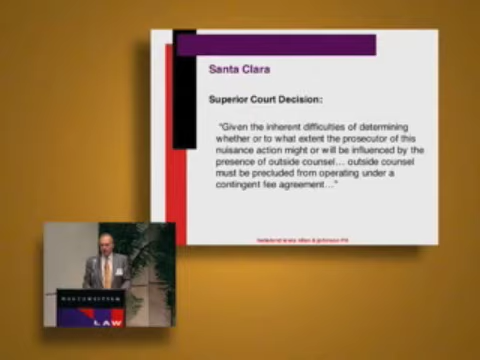 Santa Clara
Superior Court Decision:
"Given the inherent difficulties of determining
whether or to what extent the prosecutor of this
nuisance action might or will be influenced by the
presence of outside counsel… outside counsel
must be precluded from operating under a
contingent fee agreement…"
NORTHWESTERN
LAW